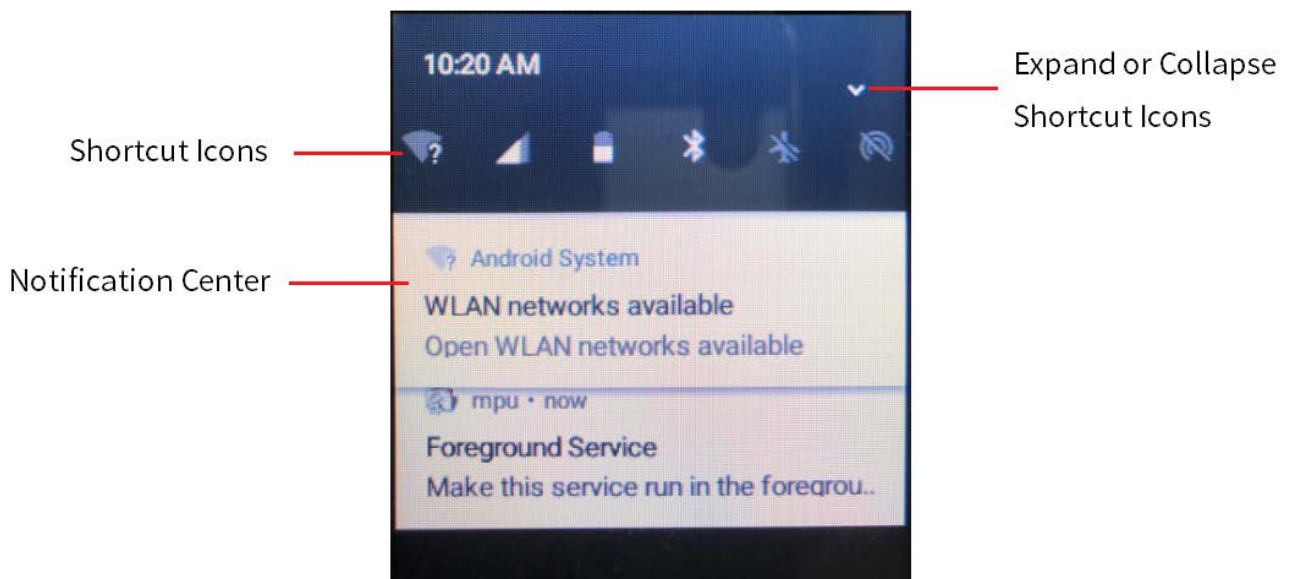 10:20 AM
Expand or Collapse
Shortcut Icons
Shortcut Icons
Android System
Notification Center
WLAN networks available
Open WLAN networks available
mpu • now
Foreground Service
Make this service run in the foregrou..